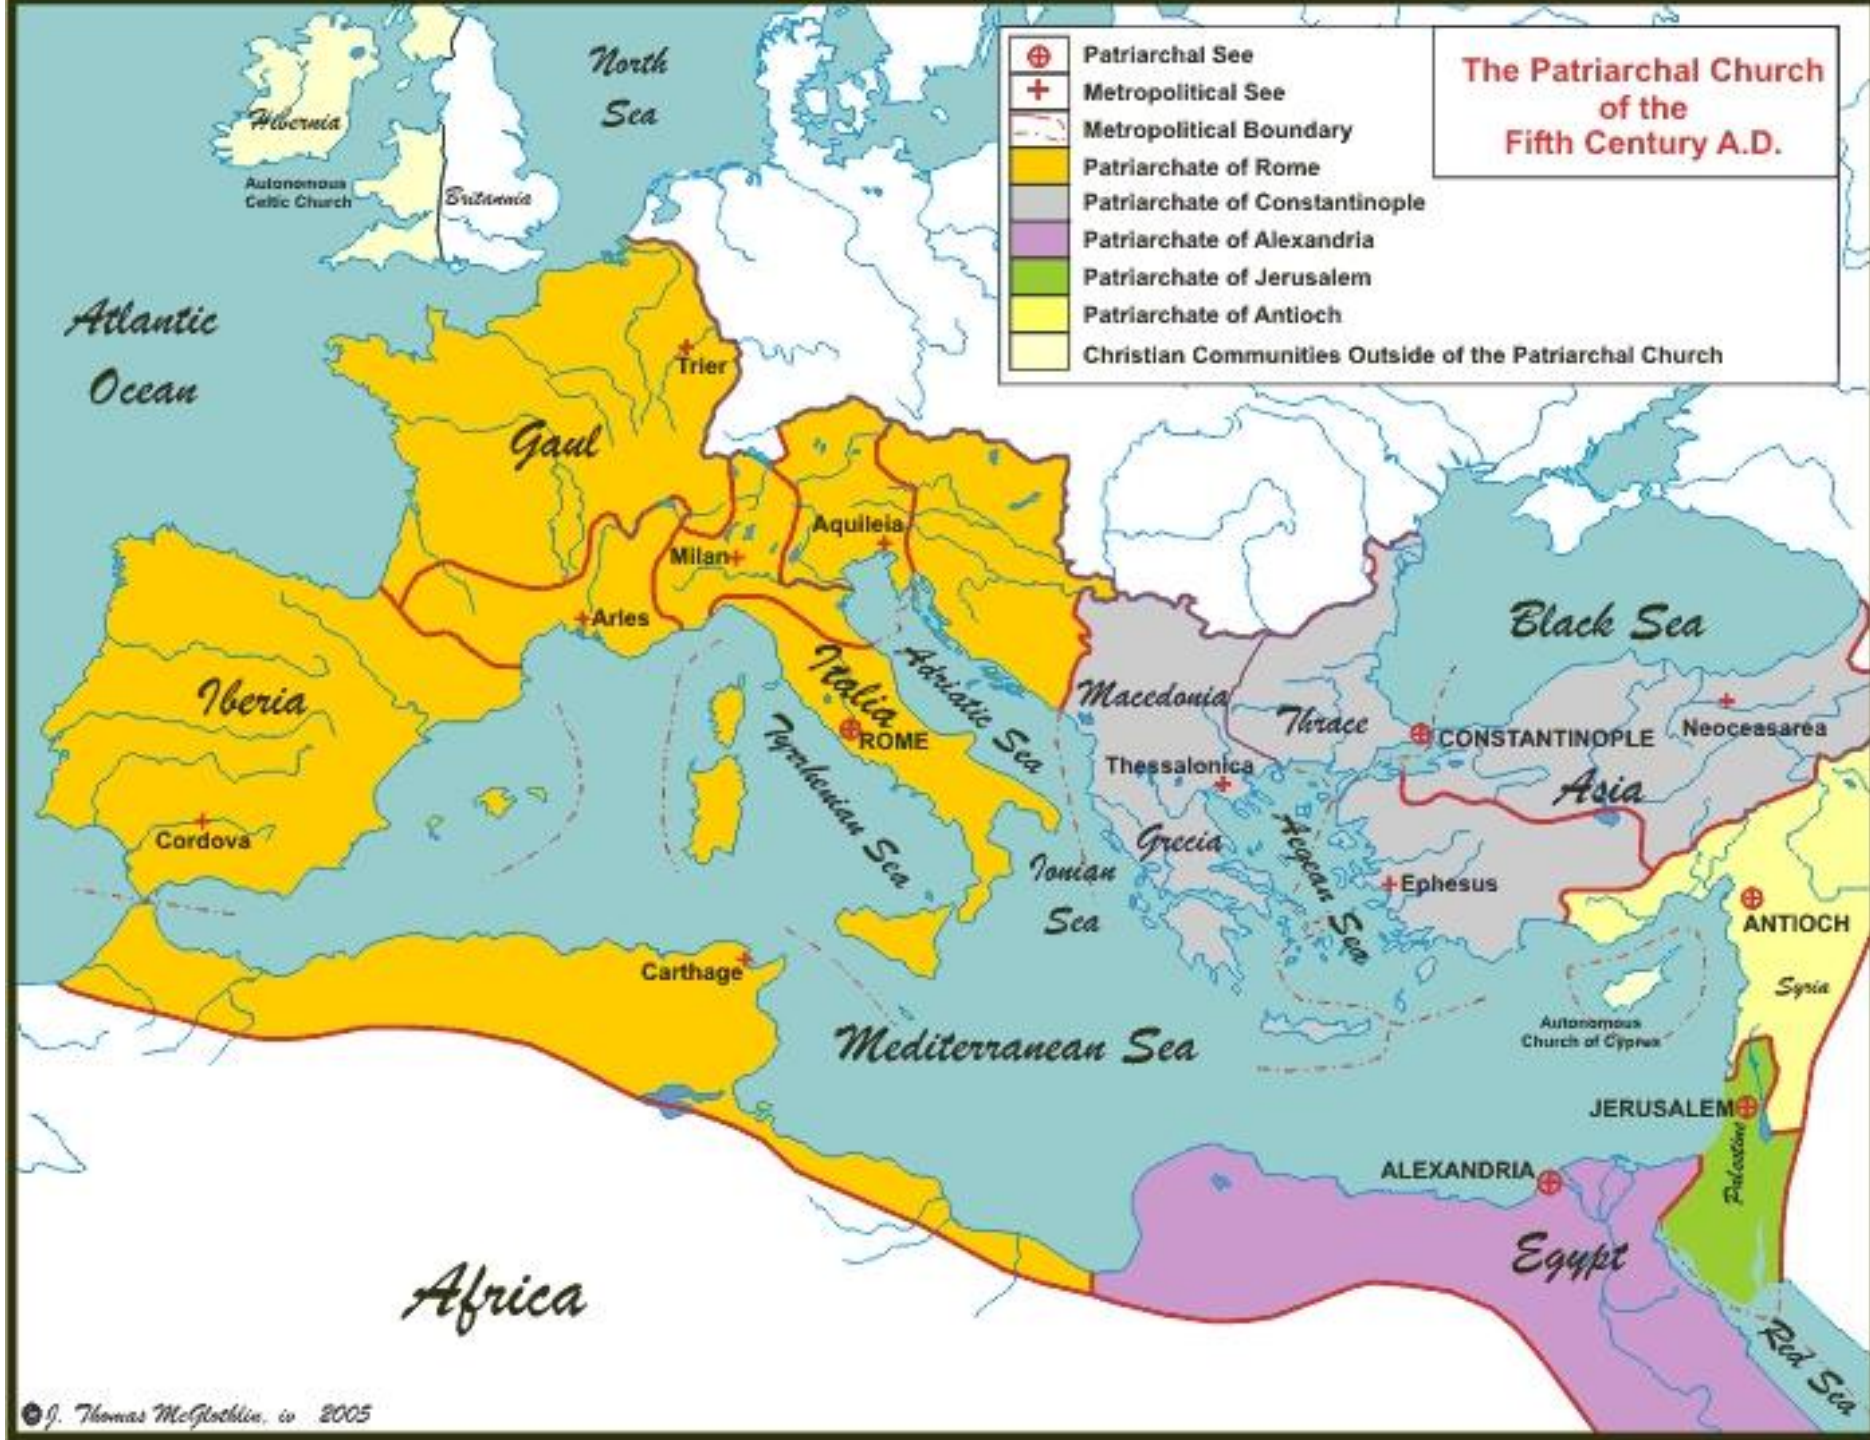 Patriarchal See
Metropolitical See
Metropolitical Boundary
Patriarchate of Rome
Patriarchate of Constantinople
Patriarchate of Alexandria
Patriarchate of Jerusalem
Patriarchate of Antioch
Christian Communities Outside of the Patriarchal Church
The Patriarchal Church
of the
Fifth Century A.D.
North
Sea
Hibernia
Autonomous
Celtic Church
Britannia
Atlantic
Ocean
Trier
Gaul
Aquileia
Milan
Arles
Black Sea
Iberia
Italia
Adriatic Sea
ROME
Tyrrhenian Sea
Macedonia
Thrace
CONSTANTINOPLE
Neoceasarea
Thessalonica
Asia
Cordova
Grecia
Aegean Sea
Ionian
Sea
Ephesus
ANTIOCH
Carthage
Syria
Mediterranean Sea
Autonomous
Church of Cyprus
JERUSALEM
Palestine
ALEXANDRIA
Egypt
Africa
Red Sea
© J. Thomas McGlothlin, iv 2005